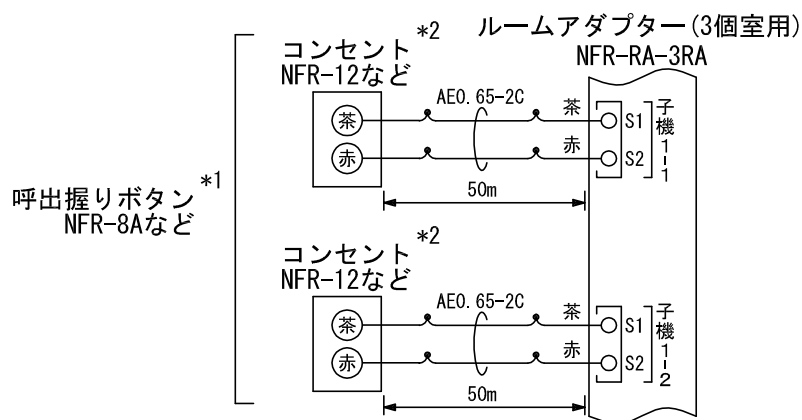 ルームアダプター(3個室用)
NFR-RA-3RA
コンセント*2
NFR-12など
AE0.65-2C
茶
茶
S1
赤
赤
S2
子機1-1
50m
呼出握りボタン*1
NFR-8Aなど
コンセント*2
NFR-12など
AE0.65-2C
茶
茶
S1
赤
赤
S2
子機1-2
50m